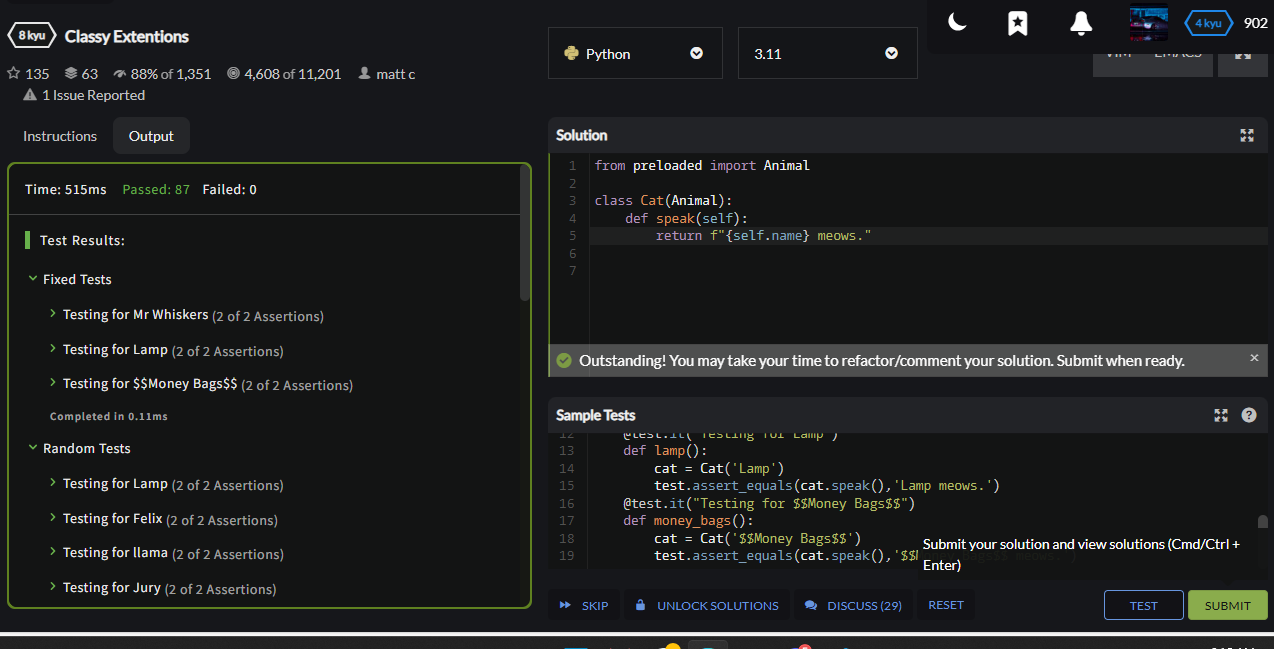 8 kyu Classy Extentions
135 63 88% of 1,351 4,608 of 11,201 matt c
1 Issue Reported
Instructions Output
Time: 515ms Passed: 87 Failed: 0
Test Results:
Fixed Tests
Testing for Mr Whiskers (2 of 2 Assertions)
Testing for Lamp (2 of 2 Assertions)
Testing for $$Money Bags$$ (2 of 2 Assertions)
Completed in 0.11ms
Random Tests
Testing for Lamp (2 of 2 Assertions)
Testing for Felix (2 of 2 Assertions)
Testing for llama (2 of 2 Assertions)
Testing for Jury (2 of 2 Assertions)
4 kyu 902
Python 3.11
VIM EMACS
Solution
1 from preloaded import Animal
2
3 class Cat(Animal):
4 def speak(self):
5 return f"{self.name} meows."
6
7
Outstanding! You may take your time to refactor/comment your solution. Submit when ready. ×
Sample Tests ?
12 @test.it("Testing for Lamp")
13 def lamp():
14 cat = Cat('Lamp')
15 test.assert_equals(cat.speak(),'Lamp meows.')
16 @test.it("Testing for $$Money Bags$$")
17 def money_bags():
18 cat = Cat('$$Money Bags$$')
19 test.assert_equals(cat.speak(),'$$
Submit your solution and view solutions (Cmd/Ctrl +
Enter)
SKIP UNLOCK SOLUTIONS DISCUSS (29) RESET TEST SUBMIT